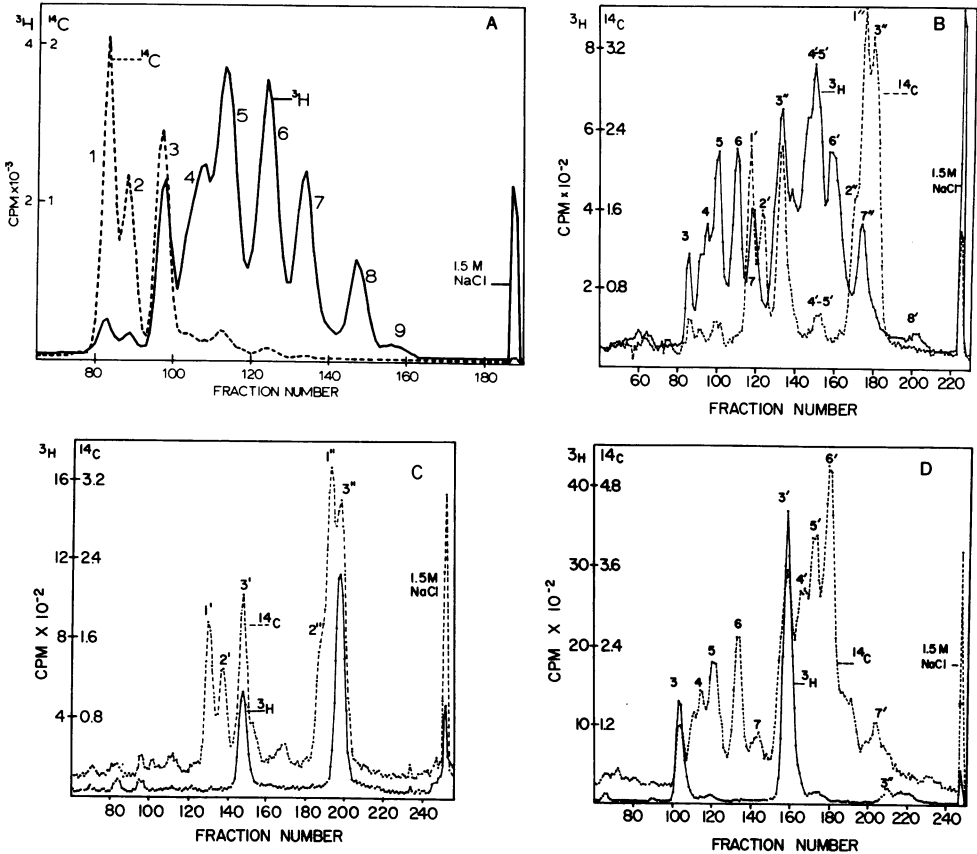 ³H ¹⁴C A
4 2
¹⁴C
³H
1 2 3 4 5 6 7 8 9
2 1
CPM x 10⁻³
1.5 M
NaCl
80 100 120 140 160 180
FRACTION NUMBER
³H ¹⁴C B
8 3.2
6 2.4
4 1.6
2 0.8
CPM x 10⁻²
3 4 5 6 7 1' 2' 3" 4'-5' 6' 1" 3" 2" 7" 8'
4'-5'
³H
¹⁴C
1.5M
NaCl
60 80 100 120 140 160 180 200 220
FRACTION NUMBER
³H ¹⁴C C
16 3.2
12 2.4
8 1.6
4 0.8
CPM X 10⁻²
1' 2' 3' 2" 1" 3"
¹⁴C
³H
1.5M
NaCl
80 100 120 140 160 180 200 220 240
FRACTION NUMBER
³H ¹⁴C D
40 4.8
30 3.6
20 2.4
10 1.2
CPM X 10⁻²
3 4 5 6 7 3' 4' 5' 6' 7' 3"
¹⁴C
³H
1.5 M
NaCl
80 100 120 140 160 180 200 220 240
FRACTION NUMBER